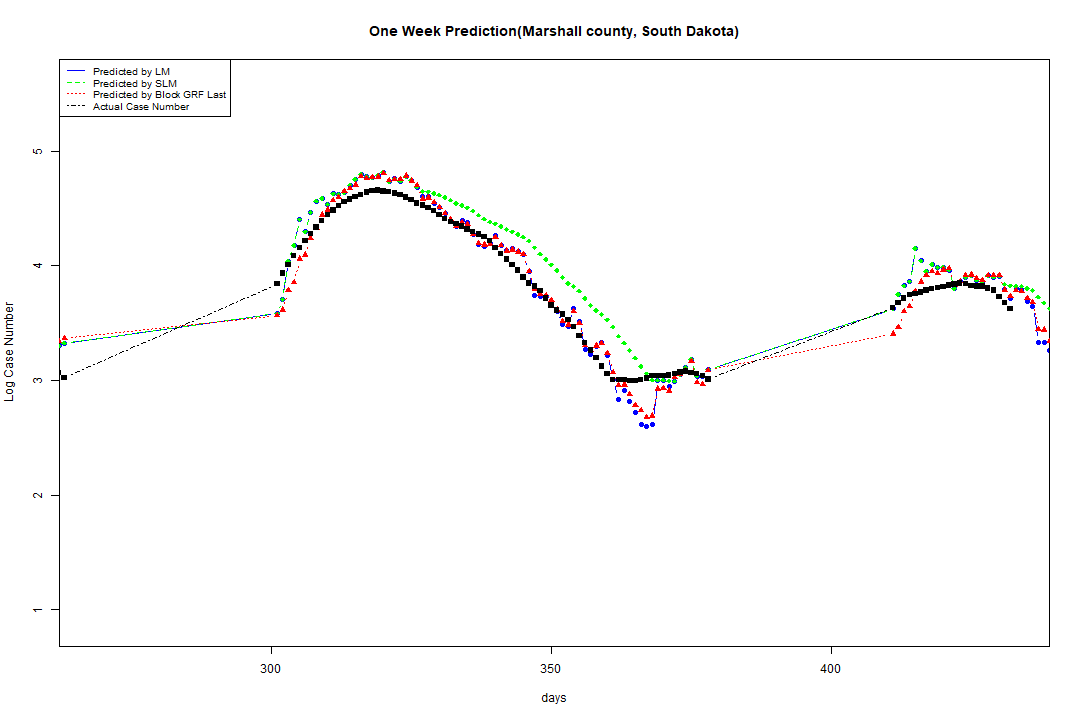 One Week Prediction(Marshall county, South Dakota)
Predicted by LM
Predicted by SLM
Predicted by Block GRF Last
Actual Case Number
5
4
3
2
1
Log Case Number
300
350
400
days